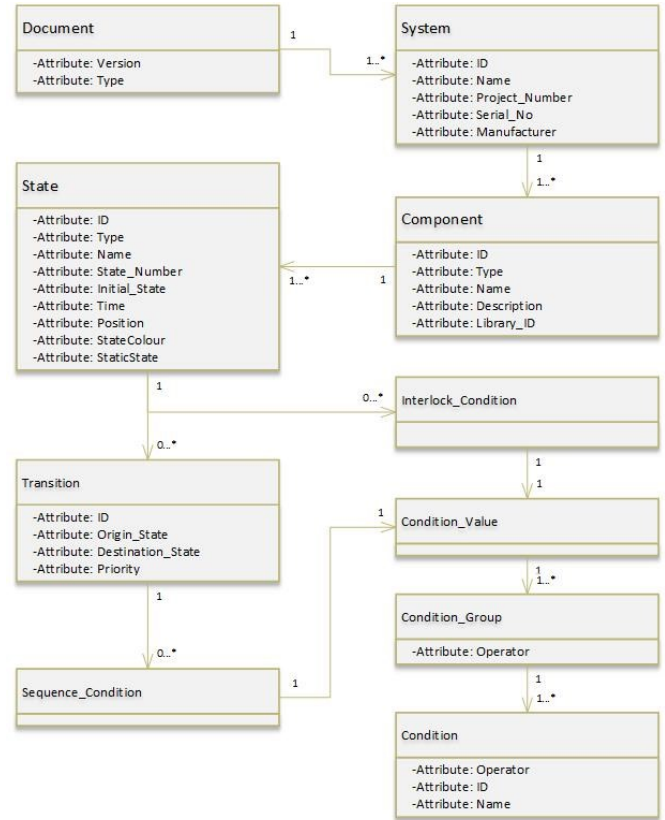 Document
-Attribute: Version
-Attribute: Type
1
1...*
System
-Attribute: ID
-Attribute: Name
-Attribute: Project_Number
-Attribute: Serial_No
-Attribute: Manufacturer
1
1...*
State
-Attribute: ID
-Attribute: Type
-Attribute: Name
-Attribute: State_Number
-Attribute: Initial_State
-Attribute: Time
-Attribute: Position
-Attribute: StateColour
-Attribute: StaticState
Component
-Attribute: ID
-Attribute: Type
-Attribute: Name
-Attribute: Description
-Attribute: Library_ID
1...*
1
1
0...*
0...*
Interlock_Condition
1
1
Transition
-Attribute: ID
-Attribute: Origin_State
-Attribute: Destination_State
-Attribute: Priority
1
Condition_Value
1
1...*
1
0...*
Condition_Group
-Attribute: Operator
Sequence_Condition
1
1
1...*
Condition
-Attribute: Operator
-Attribute: ID
-Attribute: Name